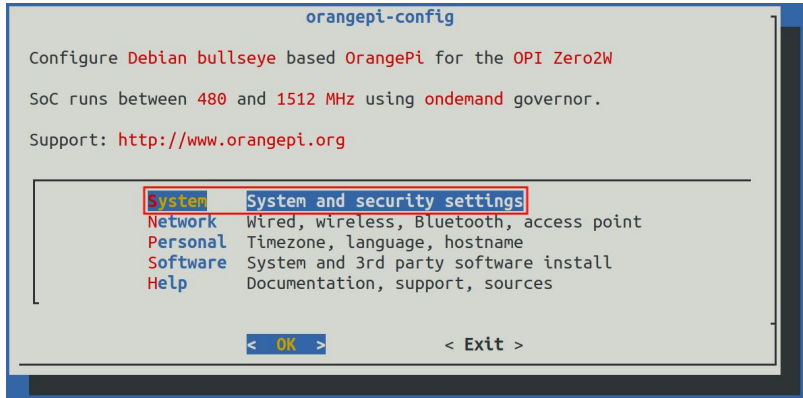 orangepi-config
Configure Debian bullseye based OrangePi for the OPI Zero2W
SoC runs between 480 and 1512 MHz using ondemand governor.
Support: http://www.orangepi.org
System System and security settings
Network Wired, wireless, Bluetooth, access point
Personal Timezone, language, hostname
Software System and 3rd party software install
Help Documentation, support, sources
< OK > < Exit >